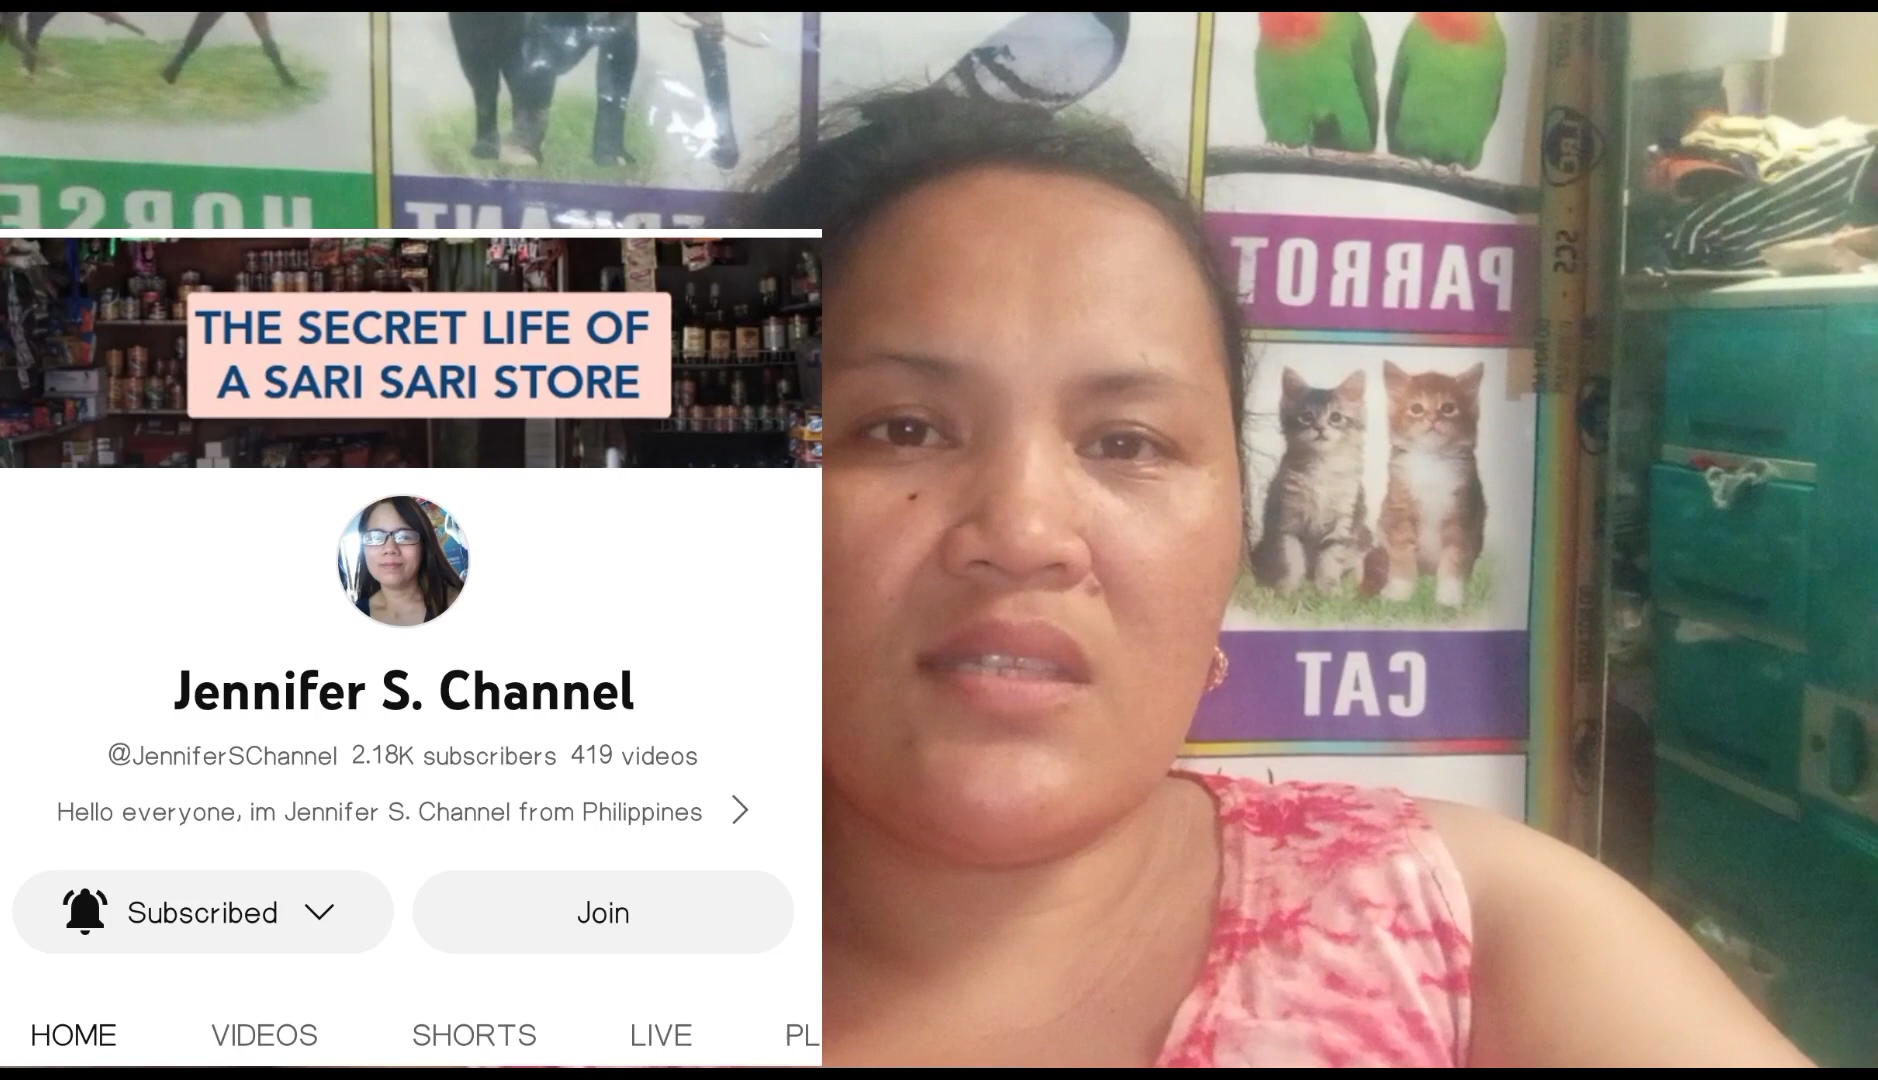 HORSE
PARROT
CAT
THE SECRET LIFE OF
A SARI SARI STORE
Jennifer S. Channel
@JenniferSChannel 2.18K subscribers 419 videos
Hello everyone, im Jennifer S. Channel from Philippines
Subscribed
Join
HOME VIDEOS SHORTS LIVE PL